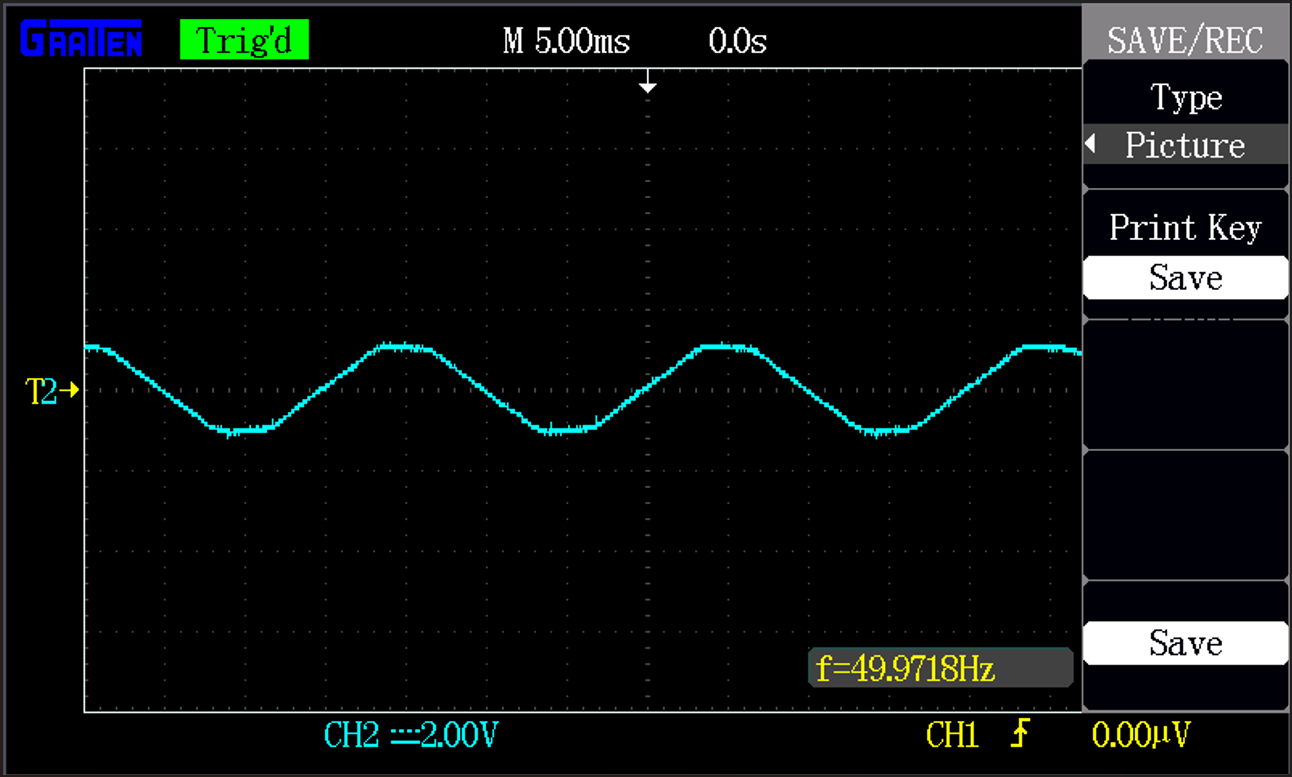 GRATTEN Trig'd M 5.00ms 0.0s SAVE/REC
Type
Picture
Print Key
Save
T2
Save
f=49.9718Hz
CH2 2.00V CH1 0.00μV